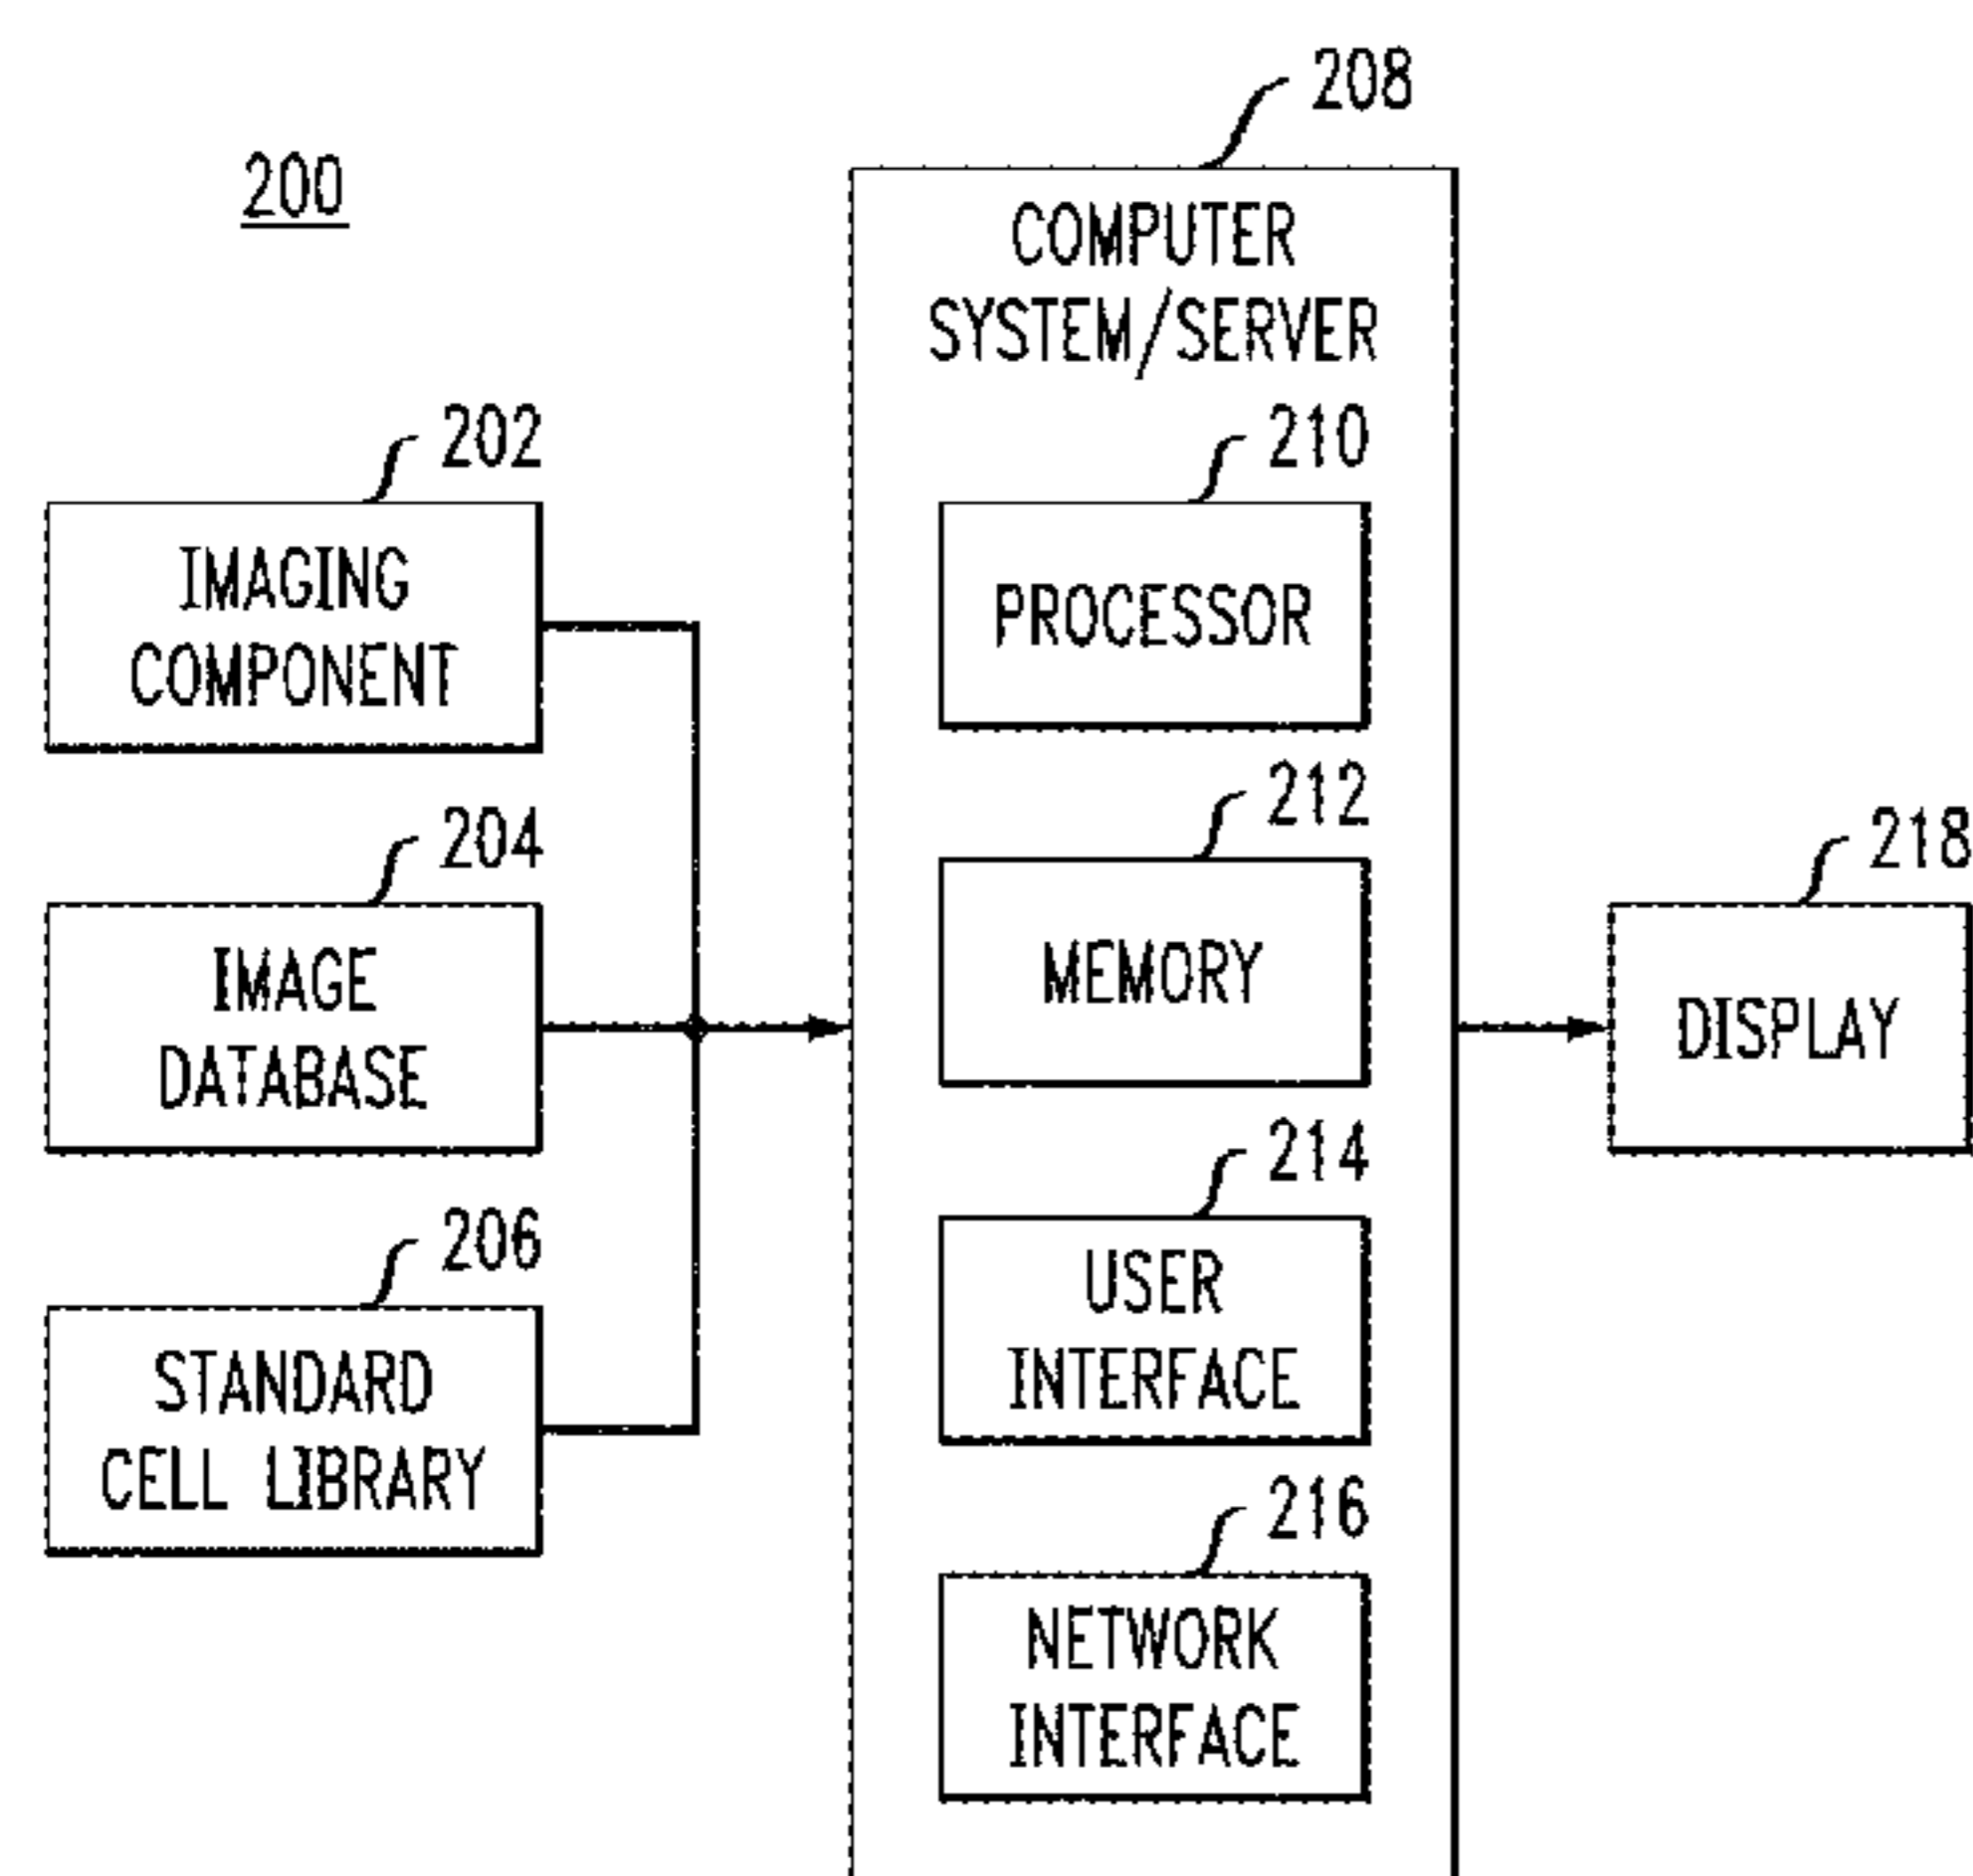 200
208
COMPUTER
SYSTEM/SERVER
202
IMAGING
COMPONENT
204
IMAGE
DATABASE
206
STANDARD
CELL LIBRARY
210
PROCESSOR
212
MEMORY
214
USER
INTERFACE
216
NETWORK
INTERFACE
218
DISPLAY